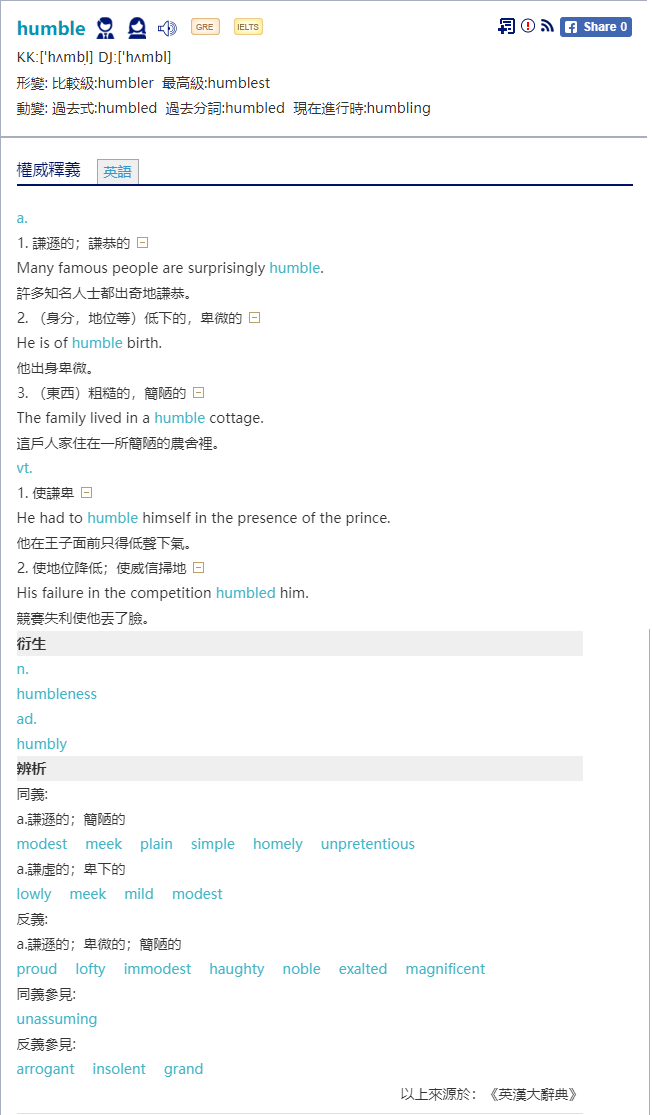 humble GRE IELTS Share 0
KK:[ˈhʌmbḷ] DJ:[ˈhʌmbl]
形變: 比較級:humbler 最高級:humblest
動變: 過去式:humbled 過去分詞:humbled 現在進行時:humbling
權威釋義 英語
a.
1. 謙遜的；謙恭的
Many famous people are surprisingly humble.
許多知名人士都出奇地謙恭。
2. （身分，地位等）低下的，卑微的
He is of humble birth.
他出身卑微。
3. （東西）粗糙的，簡陋的
The family lived in a humble cottage.
這戶人家住在一所簡陋的農舍裡。
vt.
1. 使謙卑
He had to humble himself in the presence of the prince.
他在王子面前只得低聲下氣。
2. 使地位降低；使威信掃地
His failure in the competition humbled him.
競賽失利使他丟了臉。
衍生
n.
humbleness
ad.
humbly
辨析
同義:
a.謙遜的；簡陋的
modest meek plain simple homely unpretentious
a.謙虛的；卑下的
lowly meek mild modest
反義:
a.謙遜的；卑微的；簡陋的
proud lofty immodest haughty noble exalted magnificent
同義參見:
unassuming
反義參見:
arrogant insolent grand
以上來源於：《英漢大辭典》